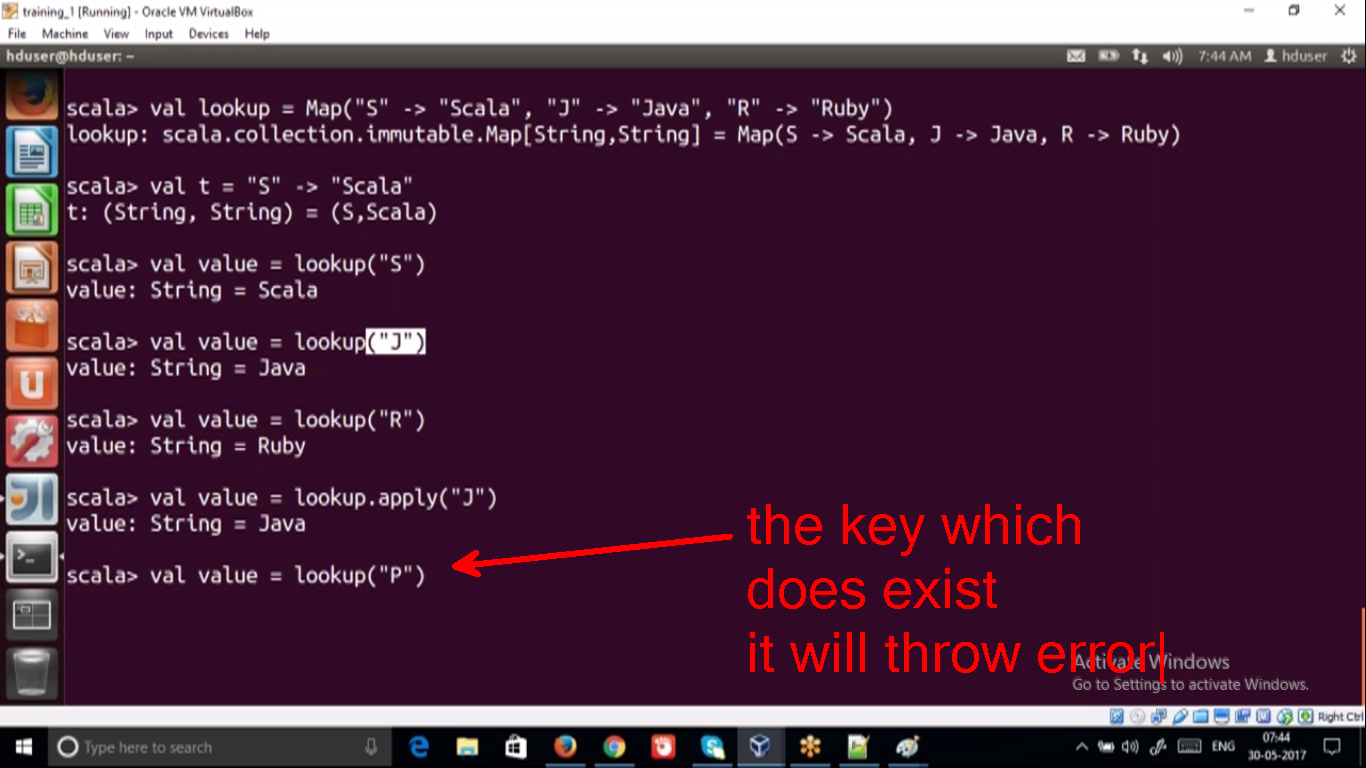 training_1 [Running] - Oracle VM VirtualBox
File Machine View Input Devices Help
hduser@hduser: ~
7:44 AM hduser
scala> val lookup = Map("S" -> "Scala", "J" -> "Java", "R" -> "Ruby")
lookup: scala.collection.immutable.Map[String,String] = Map(S -> Scala, J -> Java, R -> Ruby)
scala> val t = "S" -> "Scala"
t: (String, String) = (S,Scala)
scala> val value = lookup("S")
value: String = Scala
scala> val value = lookup("J")
value: String = Java
scala> val value = lookup("R")
value: String = Ruby
scala> val value = lookup.apply("J")
value: String = Java
scala> val value = lookup("P")
the key which
does exist
it will throw error
Activate Windows
Go to Settings to activate Windows.
Right Ctrl
Type here to search
ENG
07:44
30-05-2017